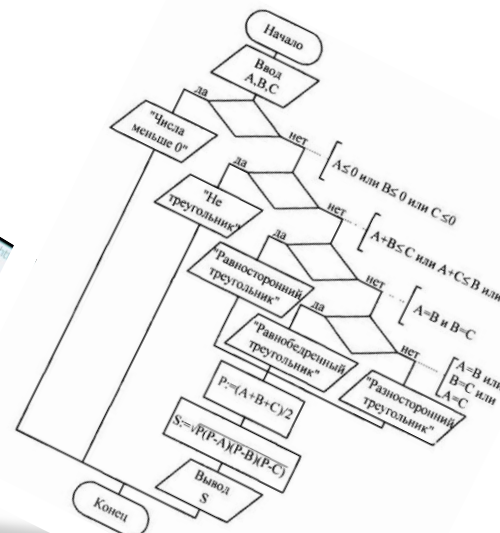 Начало
Ввод
A,B,C
да
"Числа
меньше 0"
нет
A≤0 или B≤0 или C≤0
да
"Не
треугольник"
нет
A+B≤C или A+C≤B или
да
"Равносторонний
треугольник"
нет
A=B и B=C
да
"Равнобедренный
треугольник"
нет
A=B или
B=C или
A=C
"Разносторонний
треугольник"
P:=(A+B+C)/2
S:=√P(P-A)(P-B)(P-C)
Вывод
S
Конец